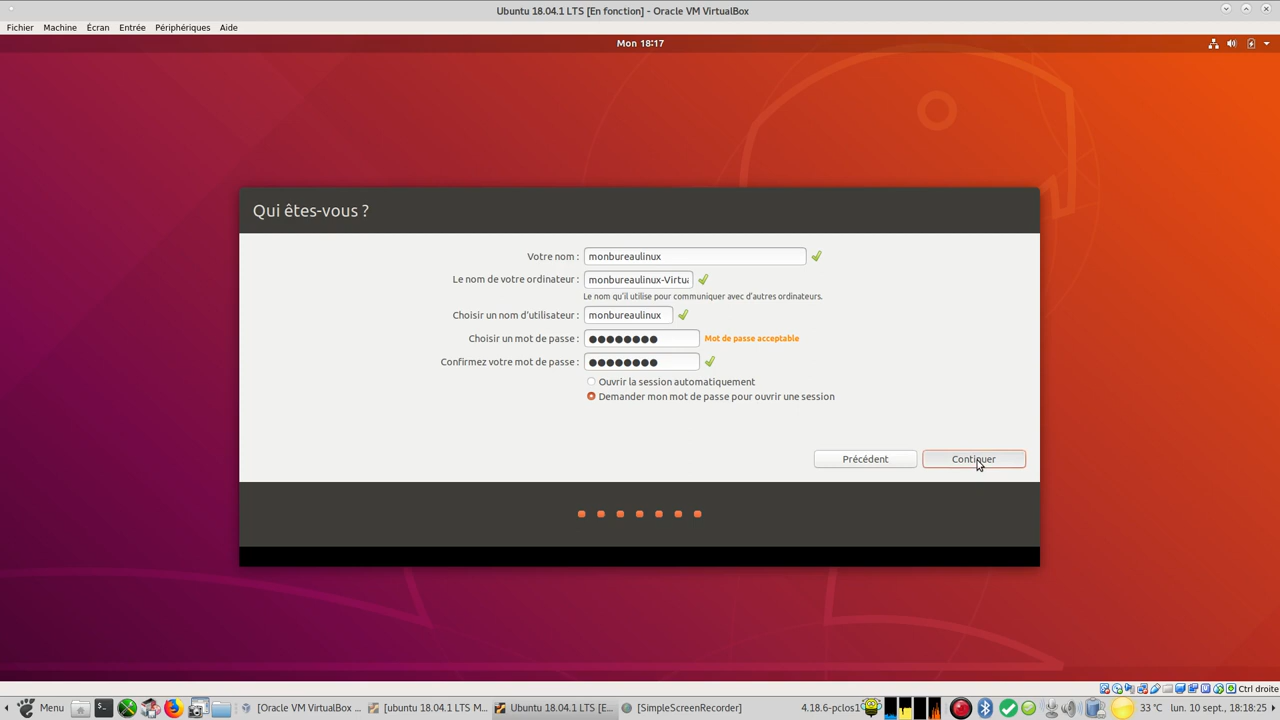 Ubuntu 18.04.1 LTS [En fonction] - Oracle VM VirtualBox
Fichier Machine Écran Entrée Périphériques Aide
Mon 18:17
Qui êtes-vous ?
Votre nom : monbureaulinux
Le nom de votre ordinateur : monbureaulinux-Virtua
Le nom qu'il utilise pour communiquer avec d'autres ordinateurs.
Choisir un nom d'utilisateur : monbureaulinux
Choisir un mot de passe : ●●●●●●●● Mot de passe acceptable
Confirmez votre mot de passe : ●●●●●●●●
Ouvrir la session automatiquement
Demander mon mot de passe pour ouvrir une session
Précédent Continuer
Ctrl droite
Menu [Oracle VM VirtualBox ... [ubuntu 18.04.1 LTS M... Ubuntu 18.04.1 LTS [E... [SimpleScreenRecorder] 4.18.6-pclos1 33 °C lun. 10 sept., 18:18:25